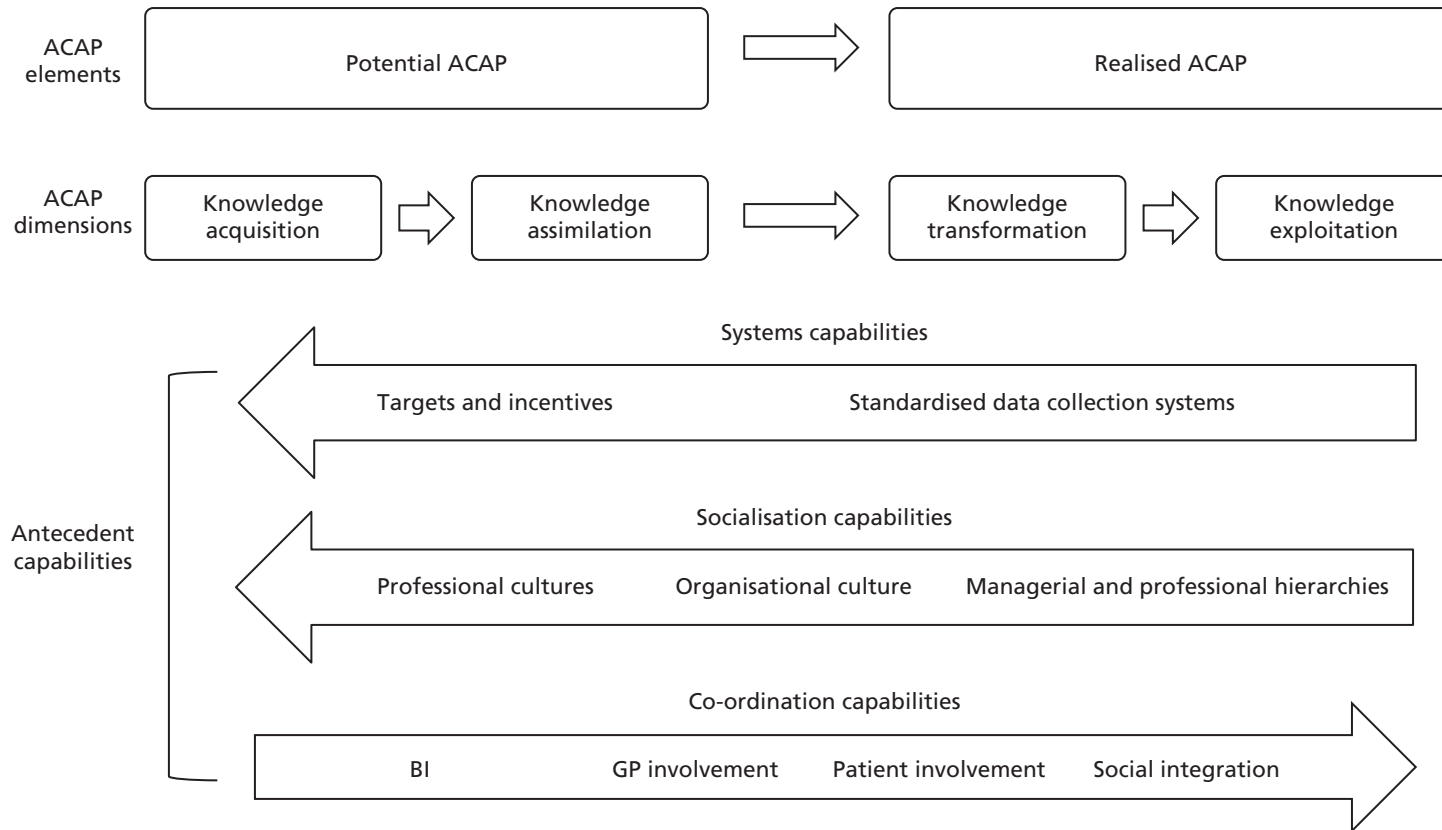 ACAP
elements
Potential ACAP
Realised ACAP
ACAP
dimensions
Knowledge
acquisition
Knowledge
assimilation
Knowledge
transformation
Knowledge
exploitation
Systems capabilities
Targets and incentives
Standardised data collection systems
Antecedent
capabilities
Socialisation capabilities
Professional cultures
Organisational culture
Managerial and professional hierarchies
Co-ordination capabilities
BI
GP involvement
Patient involvement
Social integration